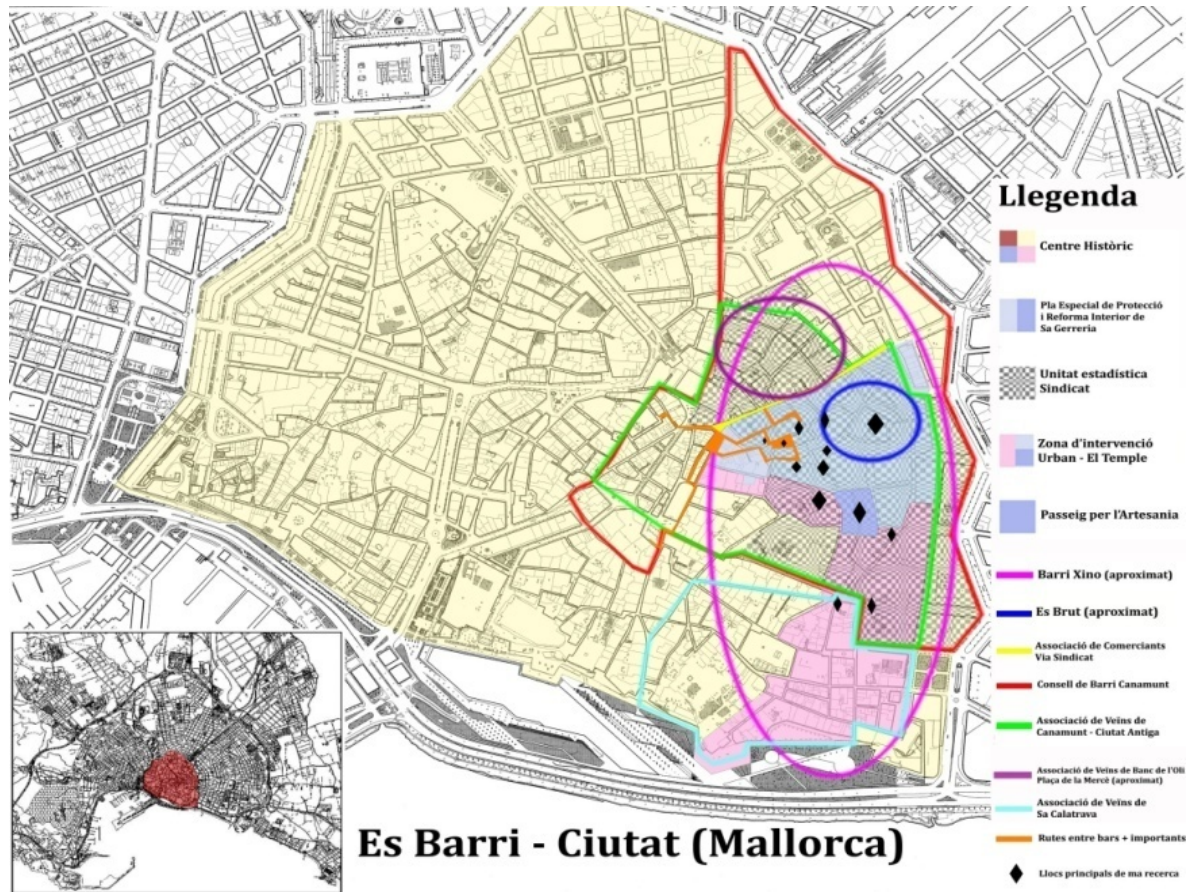 Llegenda
Centre Històric
Pla Especial de Protecció
i Reforma Interior de
Sa Gerreria
Unitat estadística
Sindicat
Zona d'intervenció
Urban - El Temple
Passeig per l'Artesania
Barri Xino (aproximat)
Es Brut (aproximat)
Associació de Comerciants
Via Sindicat
Consell de Barri Canamunt
Associació de Veïns de
Canamunt - Ciutat Antiga
Associació de Veïns de Banc de l'Oli
Plaça de la Mercè (aproximat)
Associació de Veïns de
Sa Calatrava
Rutes entre bars + importants
Llocs principals de ma recerca
Es Barri - Ciutat (Mallorca)